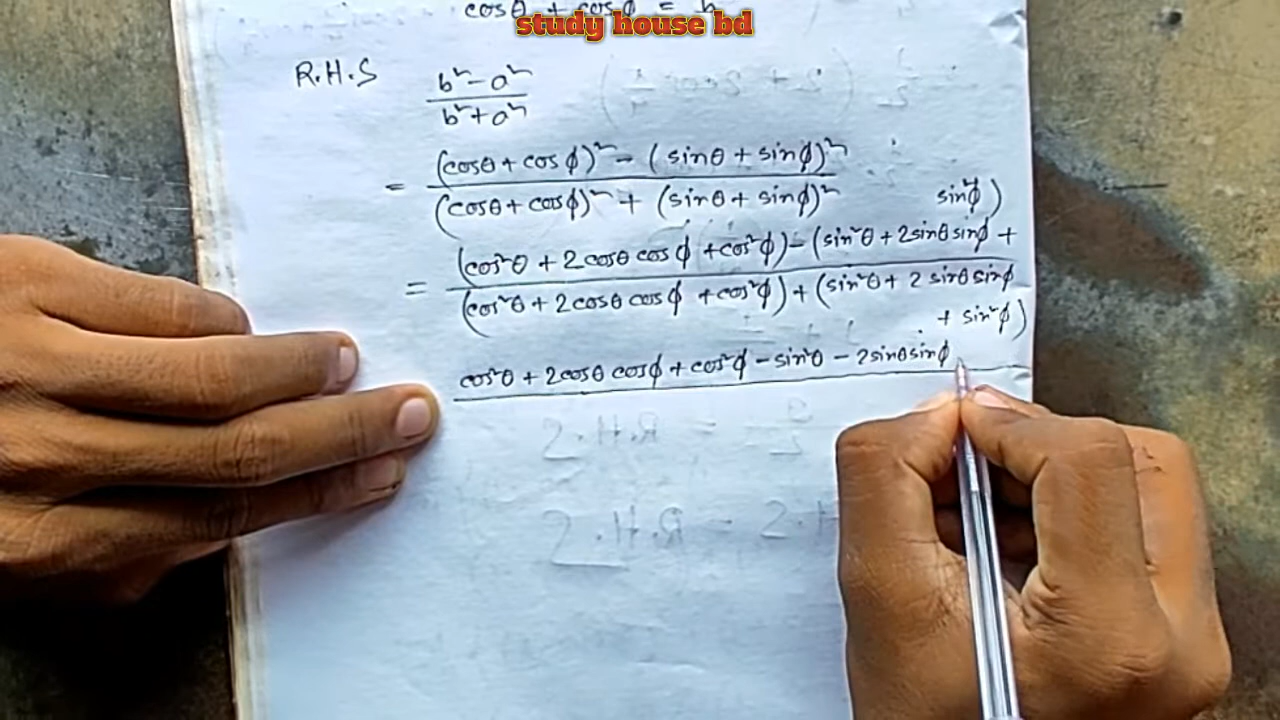 cosθ + cosϕ = b
study house bd
R.H.S b² - a²
b² + a²
= (cosθ + cosϕ)² - (sinθ + sinϕ)²
(cosθ + cosϕ)² + (sinθ + sinϕ)²
= (cos²θ + 2cosθ cosϕ + cos²ϕ) - (sin²θ + 2sinθ sinϕ + sin²ϕ)
(cos²θ + 2cosθ cosϕ + cos²ϕ) + (sin²θ + 2 sinθ sinϕ
+ sin²ϕ)
cos²θ + 2cosθ cosϕ + cos²ϕ - sin²θ - 2sinθ sinϕ